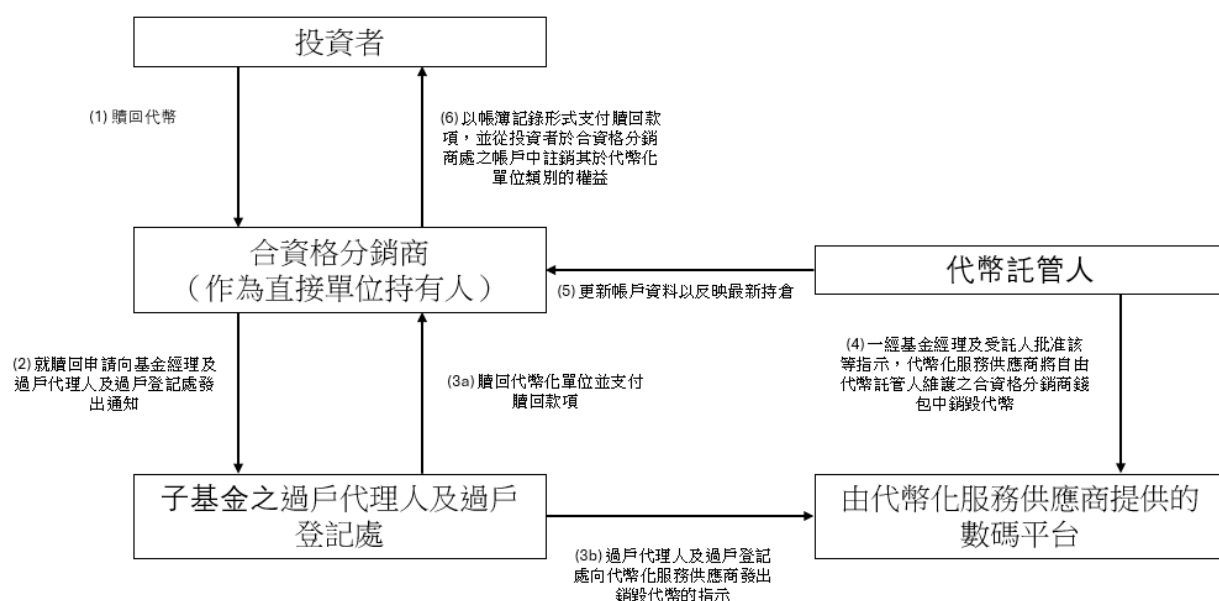 投資者
(1) 贖回代幣
(6) 以帳簿記錄形式支付贖回款
項，並從投資者於合資格分銷
商處之帳戶中註銷其於代幣化
單位類別的權益
合資格分銷商
（作為直接單位持有人）
代幣託管人
(5) 更新帳戶資料以反映最新持倉
(2) 就贖回申請向基金經理及
過戶代理人及過戶登記處發
出通知
(3a) 贖回代幣化單位並支付
贖回款項
(4) 一經基金經理及受託人批准該
等指示，代幣化服務供應商將自由
代幣託管人維護之合資格分銷商錢
包中銷毀代幣
子基金之過戶代理人及過戶
登記處
由代幣化服務供應商提供的
數碼平台
(3b) 過戶代理人及過戶登記
處向代幣化服務供應商發出
銷毀代幣的指示